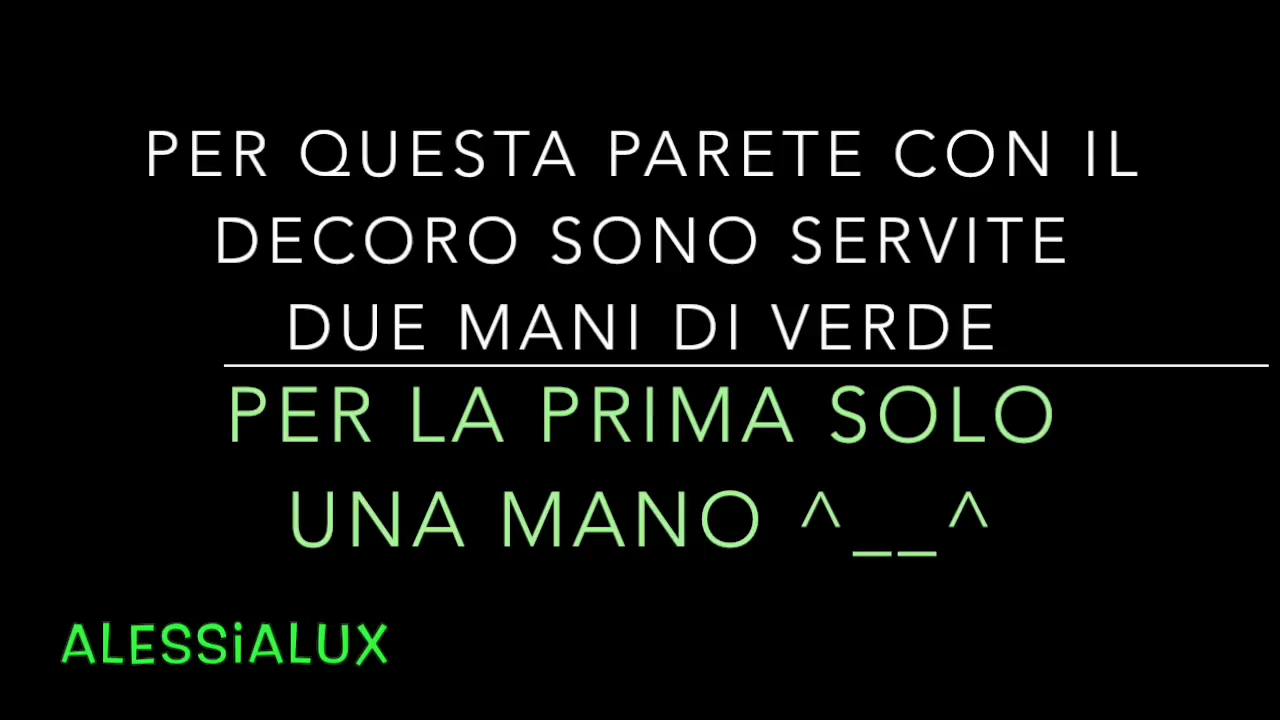 PER QUESTA PARETE CON IL
DECORO SONO SERVITE
DUE MANI DI VERDE
PER LA PRIMA SOLO
UNA MANO ^__^
ALESSiALUX